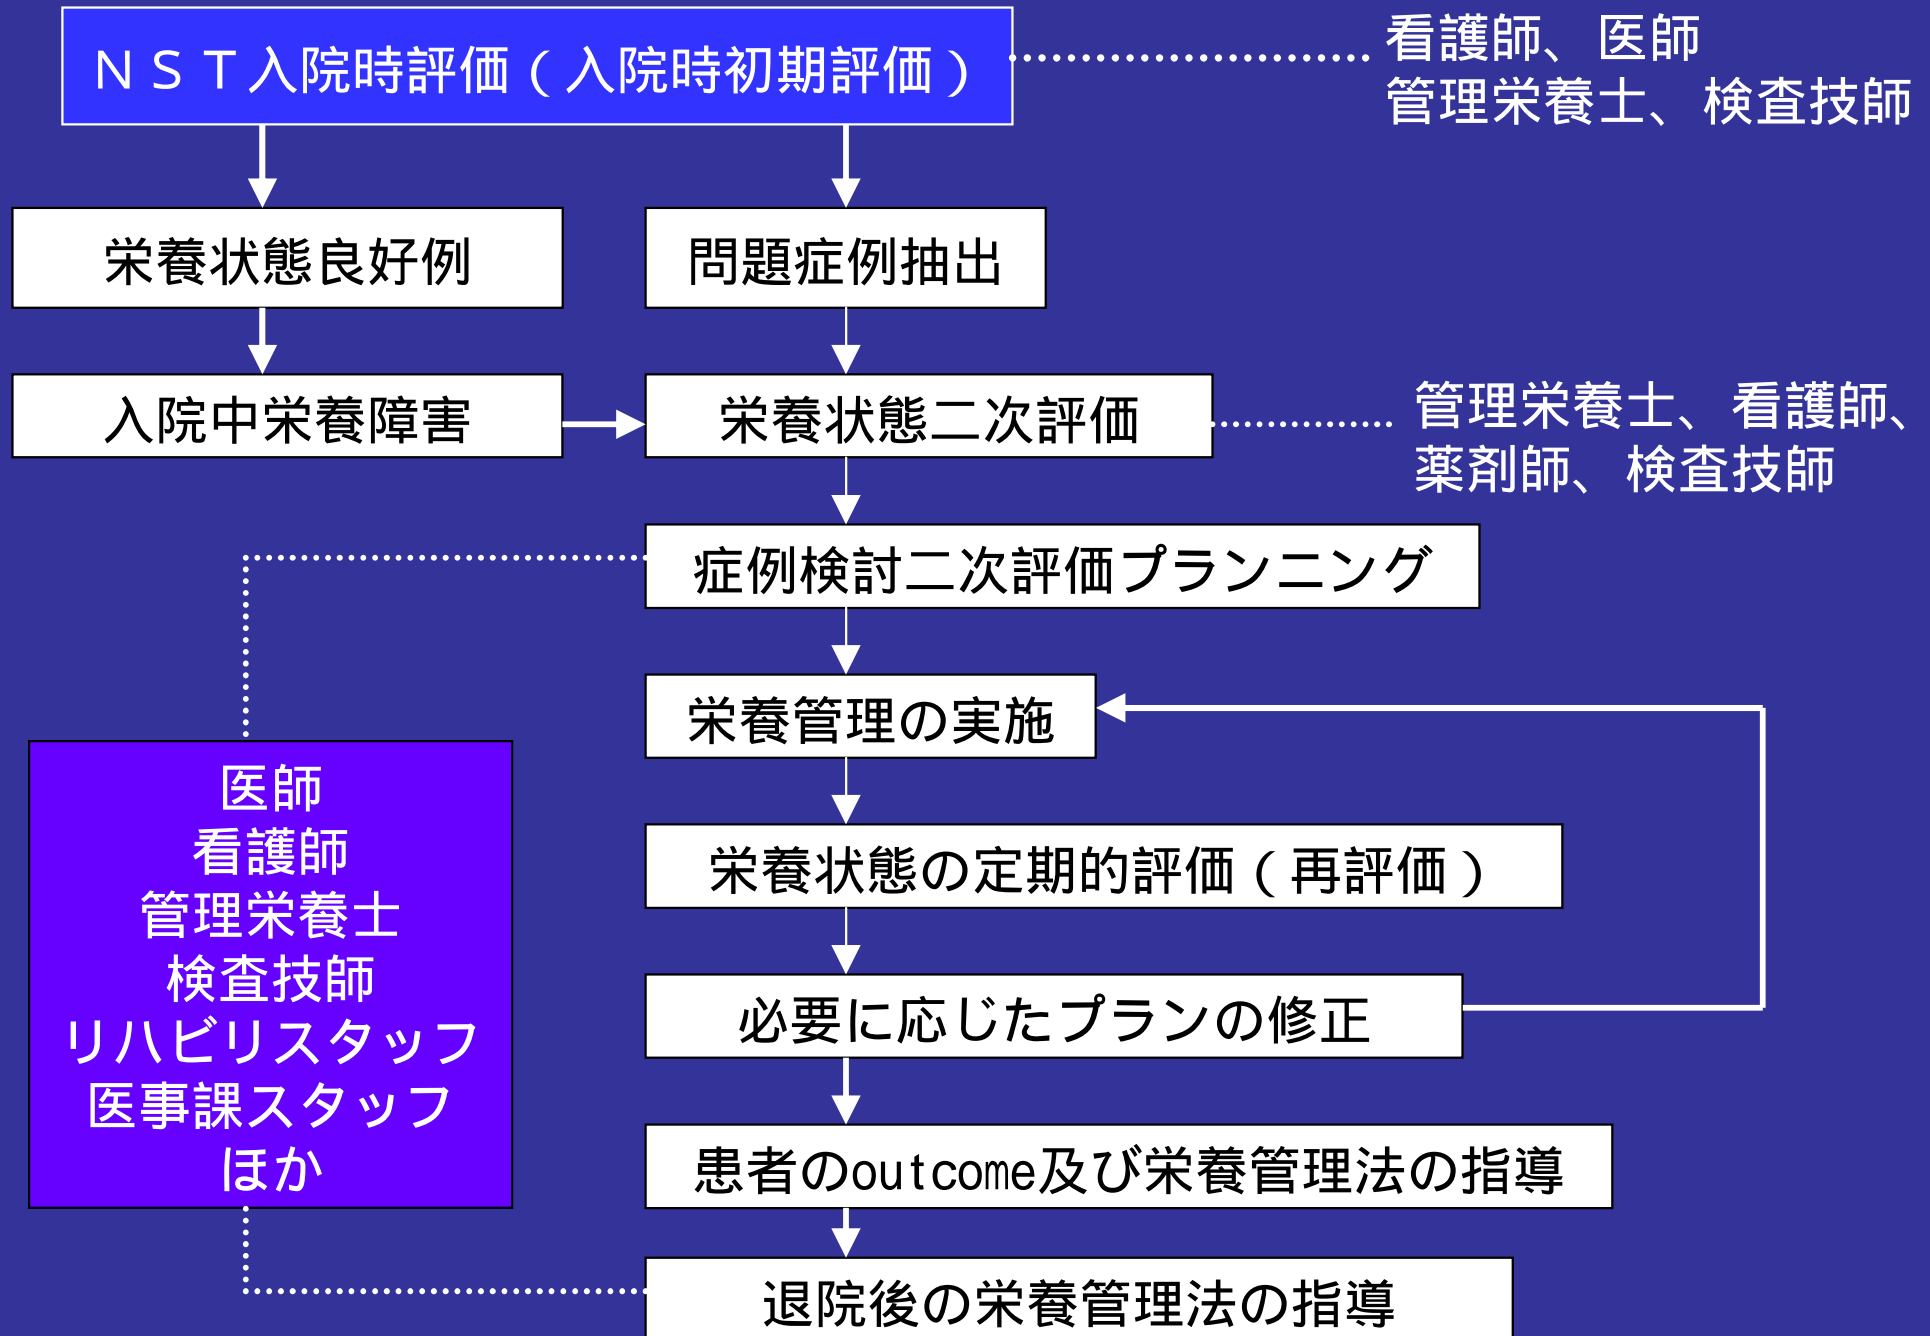 ＮＳＴ入院時評価（入院時初期評価）
看護師、医師
管理栄養士、検査技師
栄養状態良好例
問題症例抽出
入院中栄養障害
栄養状態二次評価
管理栄養士、看護師、
薬剤師、検査技師
症例検討二次評価プランニング
栄養管理の実施
医師
看護師
管理栄養士
検査技師
リハビリスタッフ
医事課スタッフ
ほか
栄養状態の定期的評価（再評価）
必要に応じたプランの修正
患者のoutcome及び栄養管理法の指導
退院後の栄養管理法の指導